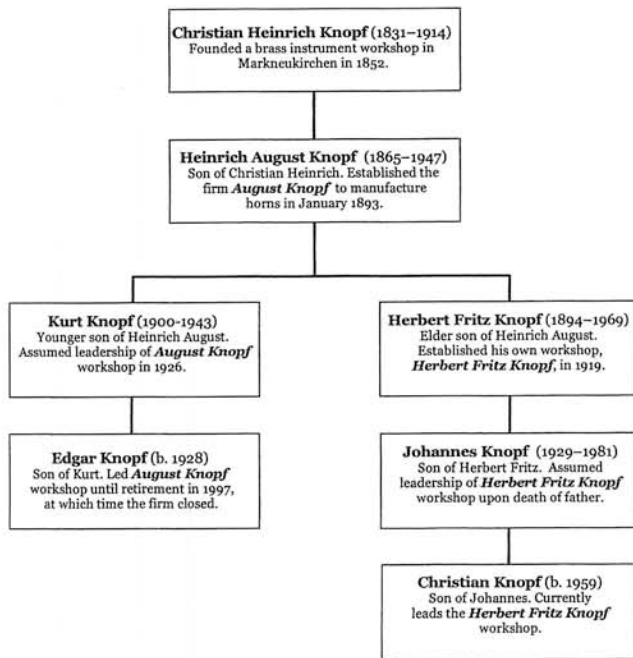 Christian Heinrich Knopf (1831–1914)
Founded a brass instrument workshop in
Markneukirchen in 1852.
Heinrich August Knopf (1865–1947)
Son of Christian Heinrich. Established the
firm August Knopf to manufacture
horns in January 1893.
Kurt Knopf (1900-1943)
Younger son of Heinrich August.
Assumed leadership of August Knopf
workshop in 1926.
Herbert Fritz Knopf (1894–1969)
Elder son of Heinrich August.
Established his own workshop,
Herbert Fritz Knopf, in 1919.
Edgar Knopf (b. 1928)
Son of Kurt. Led August Knopf
workshop until retirement in 1997,
at which time the firm closed.
Johannes Knopf (1929–1981)
Son of Herbert Fritz. Assumed
leadership of Herbert Fritz Knopf
workshop upon death of father.
Christian Knopf (b. 1959)
Son of Johannes. Currently
leads the Herbert Fritz Knopf
workshop.